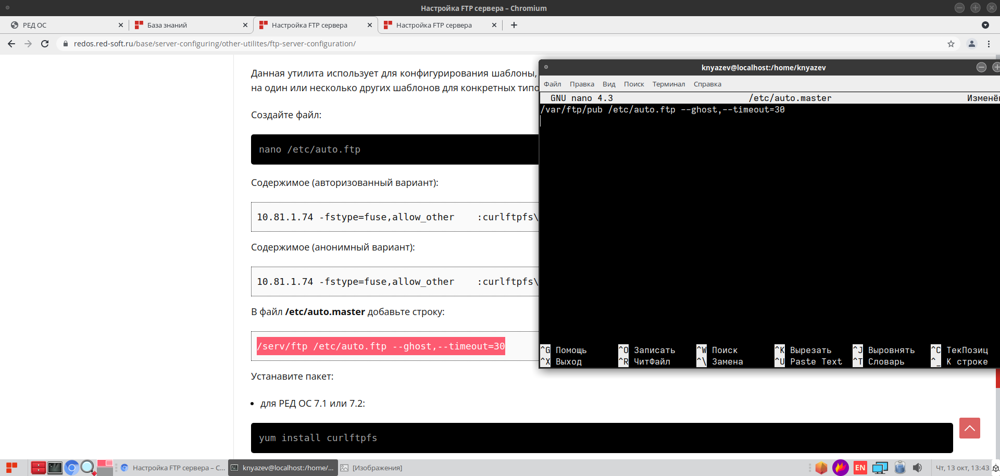 Настройка FTP сервера – Chromium
РЕД ОС
База знаний
Настройка FTP сервера
Настройка FTP сервера
redos.red-soft.ru/base/server-configuring/other-utilites/ftp-server-configuration/
Данная утилита использует для конфигурирования шаблоны,
на один или несколько других шаблонов для конкретных типо
Создайте файл:
nano /etc/auto.ftp
Содержимое (авторизованный вариант):
10.81.1.74 -fstype=fuse,allow_other    :curlftpfs\
Содержимое (анонимный вариант):
10.81.1.74 -fstype=fuse,allow_other    :curlftpfs\
В файл /etc/auto.master добавьте строку:
/serv/ftp /etc/auto.ftp --ghost,--timeout=30
Устанавите пакет:
• для РЕД ОС 7.1 или 7.2:
yum install curlftpfs
knyazev@localhost:/home/knyazev
Файл Правка Вид Поиск Терминал Справка
GNU nano 4.3 /etc/auto.master Изменён
/var/ftp/pub /etc/auto.ftp --ghost,--timeout=30
^G Помощь ^O Записать ^W Поиск ^K Вырезать ^J Выровнять ^C ТекПозиц
^X Выход ^R ЧитФайл ^\ Замена ^U Paste Text ^T Словарь ^_ К строке
Настройка FTP сервера – C...
knyazev@localhost:/home/...
[Изображения]
EN
Чт, 13 окт, 13:43